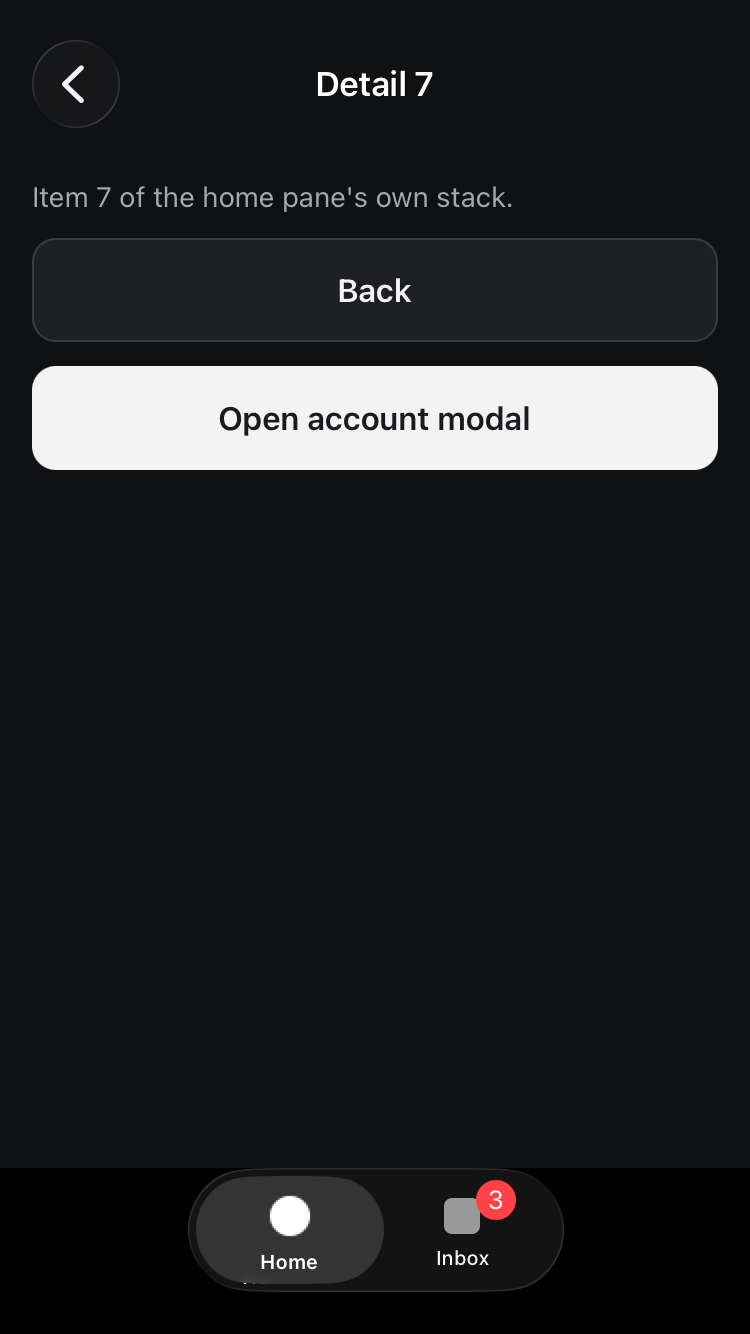 Detail 7
Item 7 of the home pane's own stack.
Back
Open account modal
3
Home
Inbox